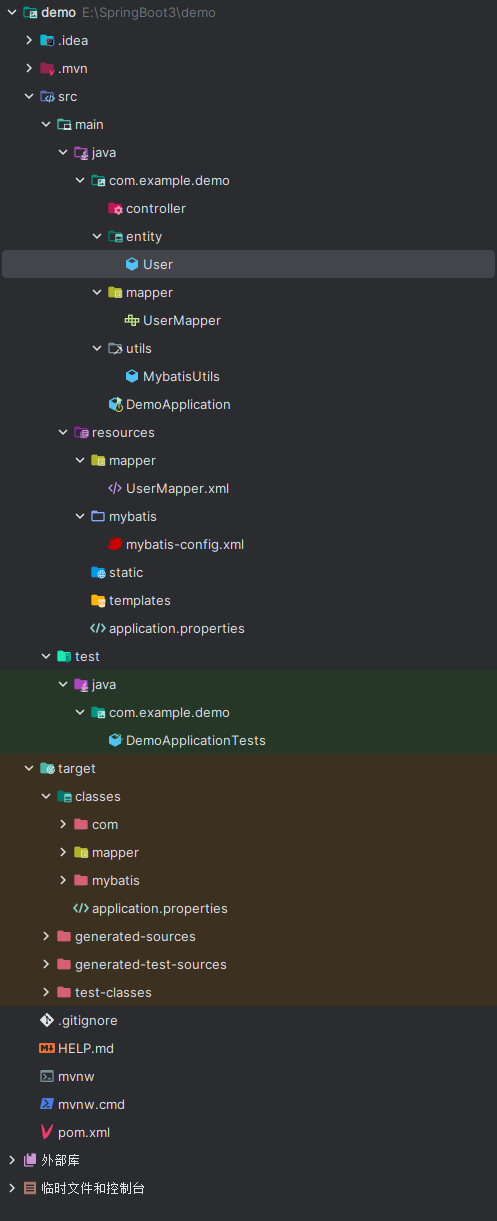 demo E:\SpringBoot3\demo
.idea
.mvn
src
main
java
com.example.demo
controller
entity
User
mapper
UserMapper
utils
MybatisUtils
DemoApplication
resources
mapper
UserMapper.xml
mybatis
mybatis-config.xml
static
templates
application.properties
test
java
com.example.demo
DemoApplicationTests
target
classes
com
mapper
mybatis
application.properties
generated-sources
generated-test-sources
test-classes
.gitignore
HELP.md
mvnw
mvnw.cmd
pom.xml
外部库
临时文件和控制台